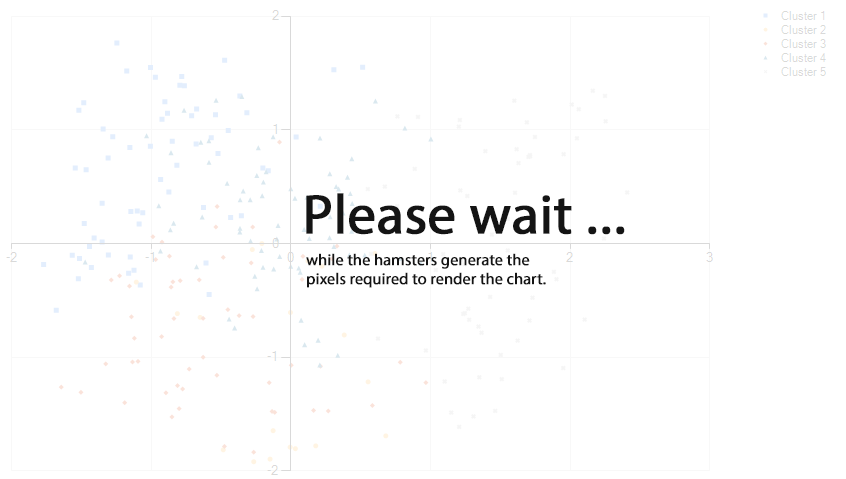 2
Cluster 1
Cluster 2
Cluster 3
Cluster 4
Cluster 5
1
Please wait ...
0
-2 -1 0 1 2 3
while the hamsters generate the
pixels required to render the chart.
-1
-2